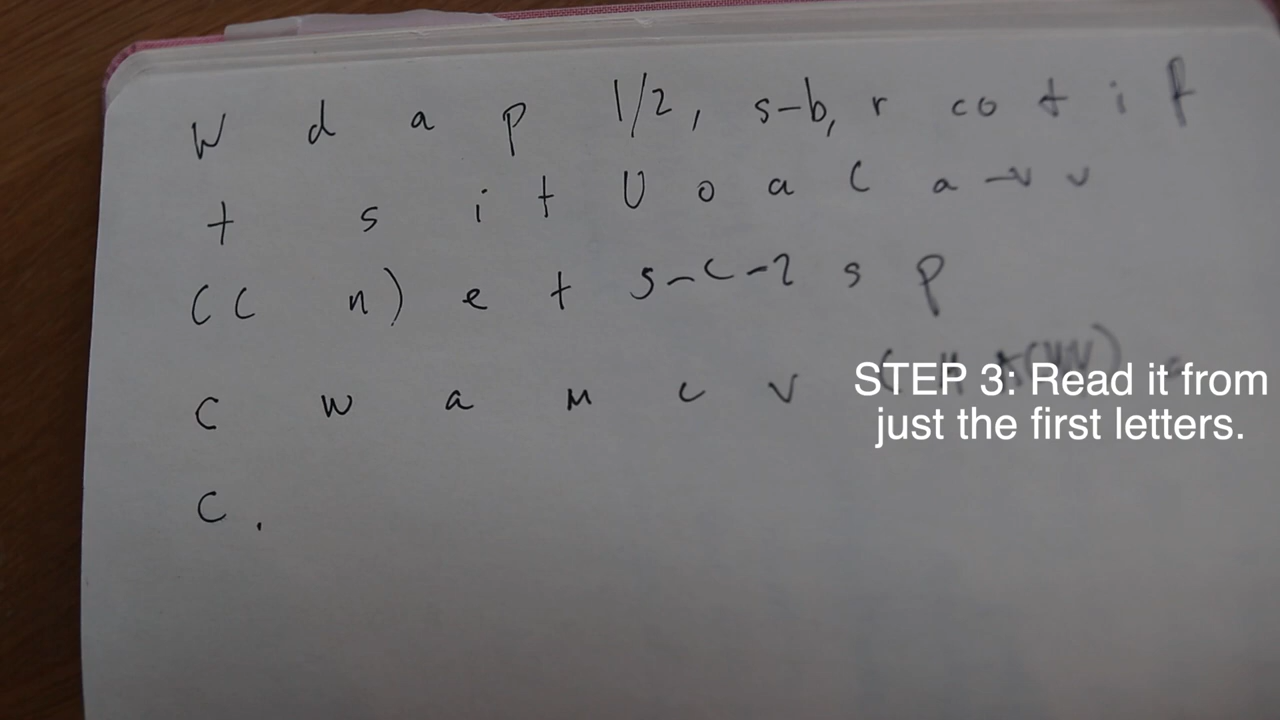 W d a p 1/2, s-b, r co t i f
t s i t U o a C a v
(C n) e t S-C-2 s p
C w a M c v
C.
STEP 3: Read it from
just the first letters.